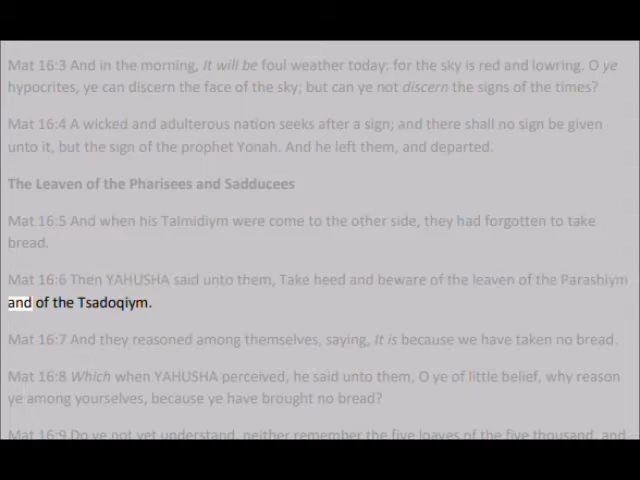 Mat 16:3 And in the morning, It will be foul weather today: for the sky is red and lowring. O ye
hypocrites, ye can discern the face of the sky; but can ye not discern the signs of the times?
Mat 16:4 A wicked and adulterous nation seeks after a sign; and there shall no sign be given
unto it, but the sign of the prophet Yonah. And he left them, and departed.
The Leaven of the Pharisees and Sadducees
Mat 16:5 And when his Talmidiym were come to the other side, they had forgotten to take
bread.
Mat 16:6 Then YAHUSHA said unto them, Take heed and beware of the leaven of the Parashiym
and of the Tsadoqiym.
Mat 16:7 And they reasoned among themselves, saying, It is because we have taken no bread.
Mat 16:8 Which when YAHUSHA perceived, he said unto them, O ye of little belief, why reason
ye among yourselves, because ye have brought no bread?
Mat 16:9 Do ye not yet understand, neither remember the five loaves of the five thousand, and